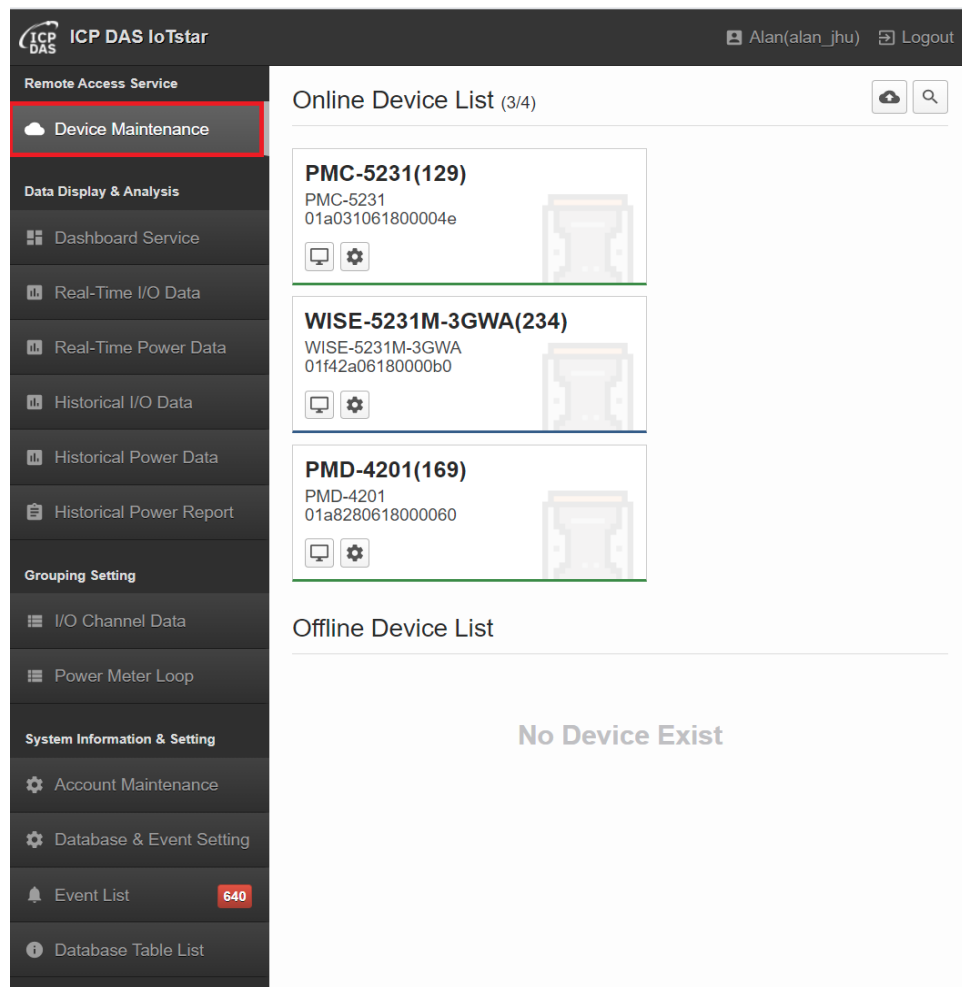 ICP DAS
ICP DAS IoTstar
Alan(alan_jhu) Logout
Remote Access Service
Device Maintenance
Data Display & Analysis
Dashboard Service
Real-Time I/O Data
Real-Time Power Data
Historical I/O Data
Historical Power Data
Historical Power Report
Grouping Setting
I/O Channel Data
Power Meter Loop
System Information & Setting
Account Maintenance
Database & Event Setting
Event List 640
Database Table List
Online Device List (3/4)
PMC-5231(129)
PMC-5231
01a031061800004e
WISE-5231M-3GWA(234)
WISE-5231M-3GWA
01f42a06180000b0
PMD-4201(169)
PMD-4201
01a8280618000060
Offline Device List
No Device Exist